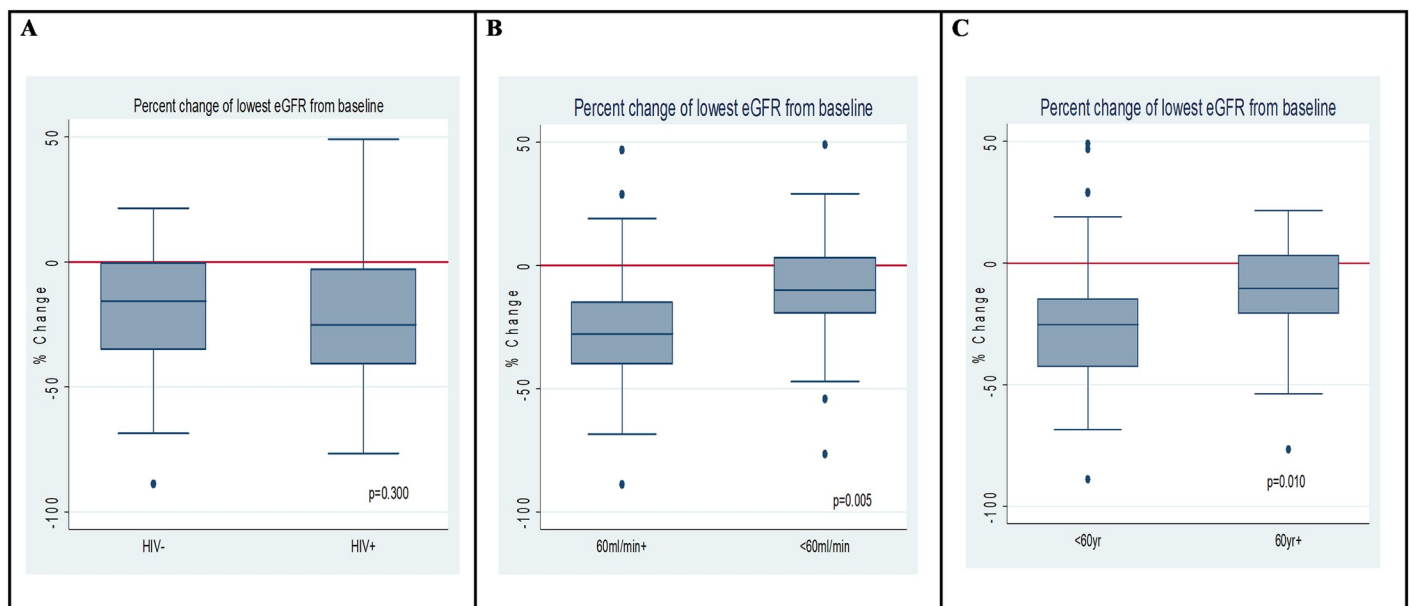 A
Percent change of lowest eGFR from baseline
50
0
-50
-100
% Change
p=0.300
HIV-
HIV+
B
Percent change of lowest eGFR from baseline
50
0
-50
-100
% Change
p=0.005
60ml/min+
<60ml/min
C
Percent change of lowest eGFR from baseline
50
0
-50
-100
% Change
p=0.010
<60yr
60yr+